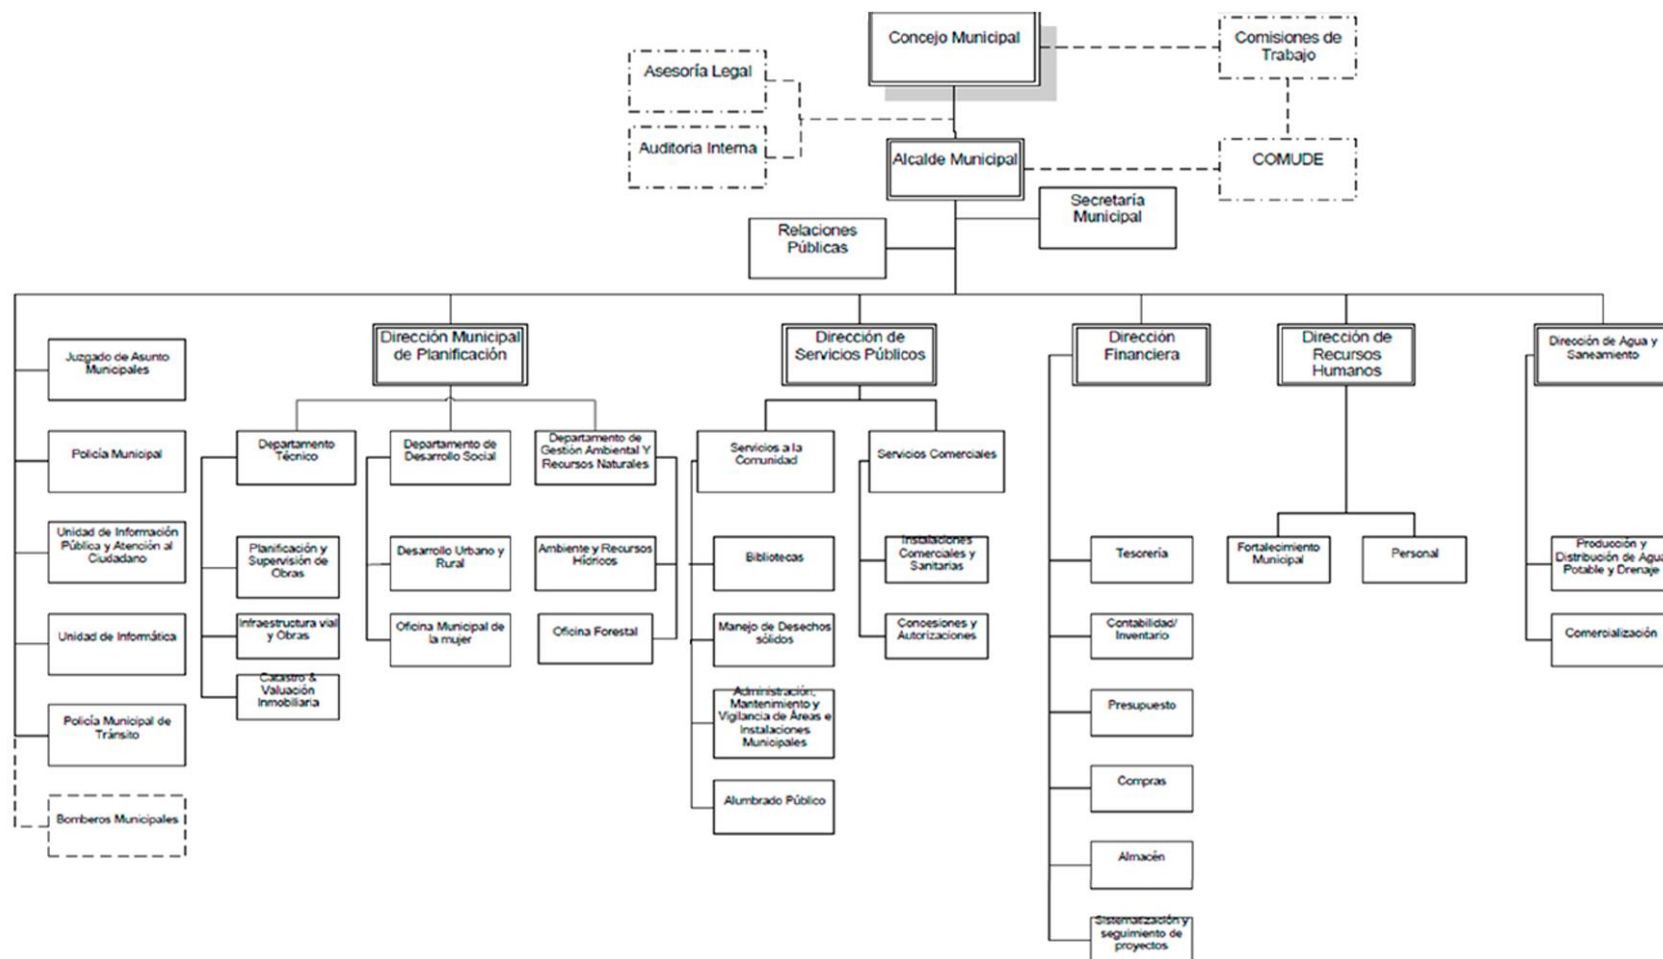 Concejo Municipal
Comisiones de
Trabajo
Asesoría Legal
Auditoria Interna
Alcalde Municipal
COMUDE
Secretaría
Municipal
Relaciones
Públicas
Juzgado de Asunto
Municipales
Policía Municipal
Unidad de Información
Pública y Atención al
Ciudadano
Unidad de Informática
Policía Municipal de
Tránsito
Bomberos Municipales
Dirección Municipal
de Planificación
Departamento
Técnico
Planificación y
Supervisión de
Obras
Infraestructura vial
y Obras
Catastro &
Valuación
Inmobiliaria
Departamento de
Desarrollo Social
Desarrollo Urbano y
Rural
Oficina Municipal de
la mujer
Departamento de
Gestión Ambiental Y
Recursos Naturales
Ambiente y Recursos
Hídricos
Oficina Forestal
Dirección de
Servicios Públicos
Servicios a la
Comunidad
Bibliotecas
Manejo de Desechos
sólidos
Administración,
Mantenimiento y
Vigilancia de Áreas e
Instalaciones
Municipales
Alumbrado Público
Servicios Comerciales
Instalaciones
Comerciales y
Sanitarias
Concesiones y
Autorizaciones
Dirección
Financiera
Tesorería
Contabilidad/
Inventario
Presupuesto
Compras
Almacén
Sistematización y
seguimiento de
proyectos
Dirección de
Recursos
Humanos
Fortalecimiento
Municipal
Personal
Dirección de Agua y
Saneamiento
Producción y
Distribución de Agua
Potable y Drenaje
Comercialización